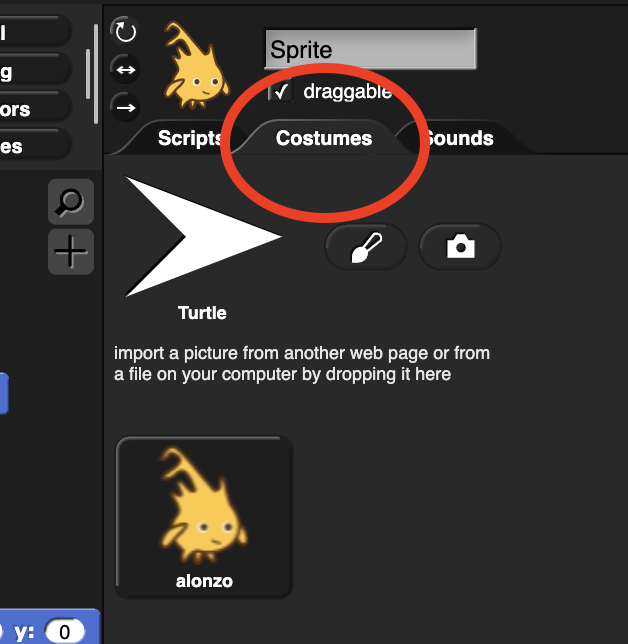 l
g
ors
es
Sprite
draggable
Scripts
Costumes
Sounds
Turtle
import a picture from another web page or from
a file on your computer by dropping it here
alonzo
y: 0